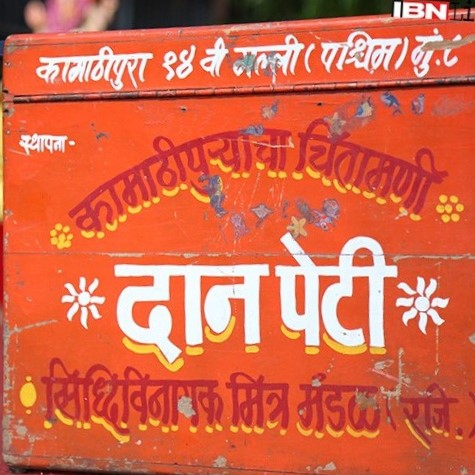 IBN
कामाठीपुरा १४ वी गल्ली ( पश्चिम ) मुं. ८
स्थापना -
कामाठीपुऱ्याचा चिंतामणी
दान पेटी
सिध्दिविनायक मित्र मंडळ ( रजि. )